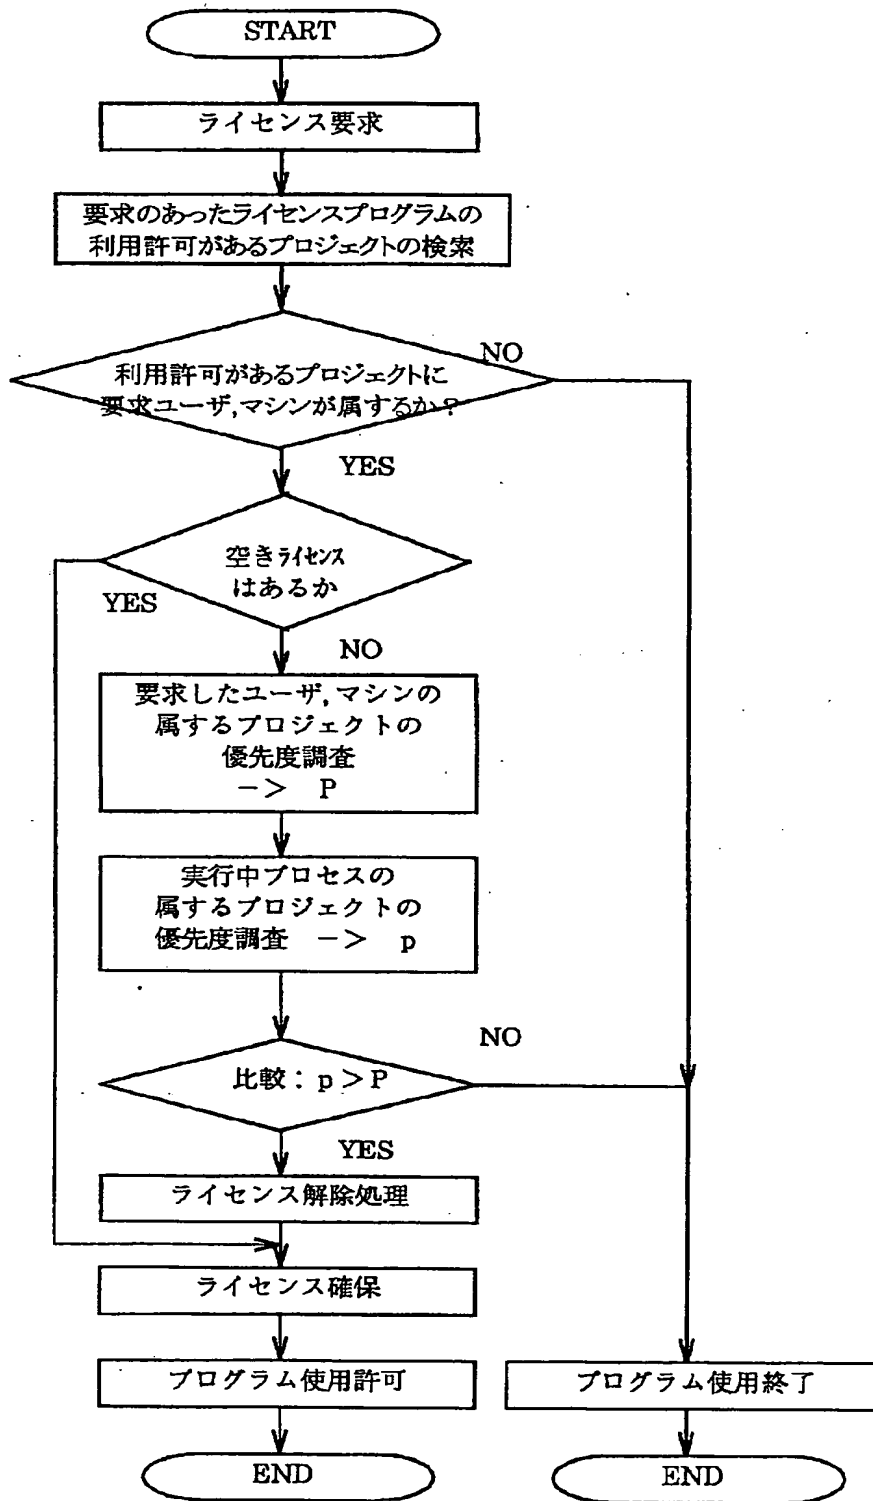 START
ライセンス要求
要求のあったライセンスプログラムの
利用許可があるプロジェクトの検索
NO
利用許可があるプロジェクトに
要求ユーザ,マシンが属するか?
YES
空きライセンス
はあるか
YES
NO
要求したユーザ,マシンの
属するプロジェクトの
優先度調査
-> P
実行中プロセスの
属するプロジェクトの
優先度調査 -> p
NO
比較:p>P
YES
ライセンス解除処理
ライセンス確保
プログラム使用許可
プログラム使用終了
END
END